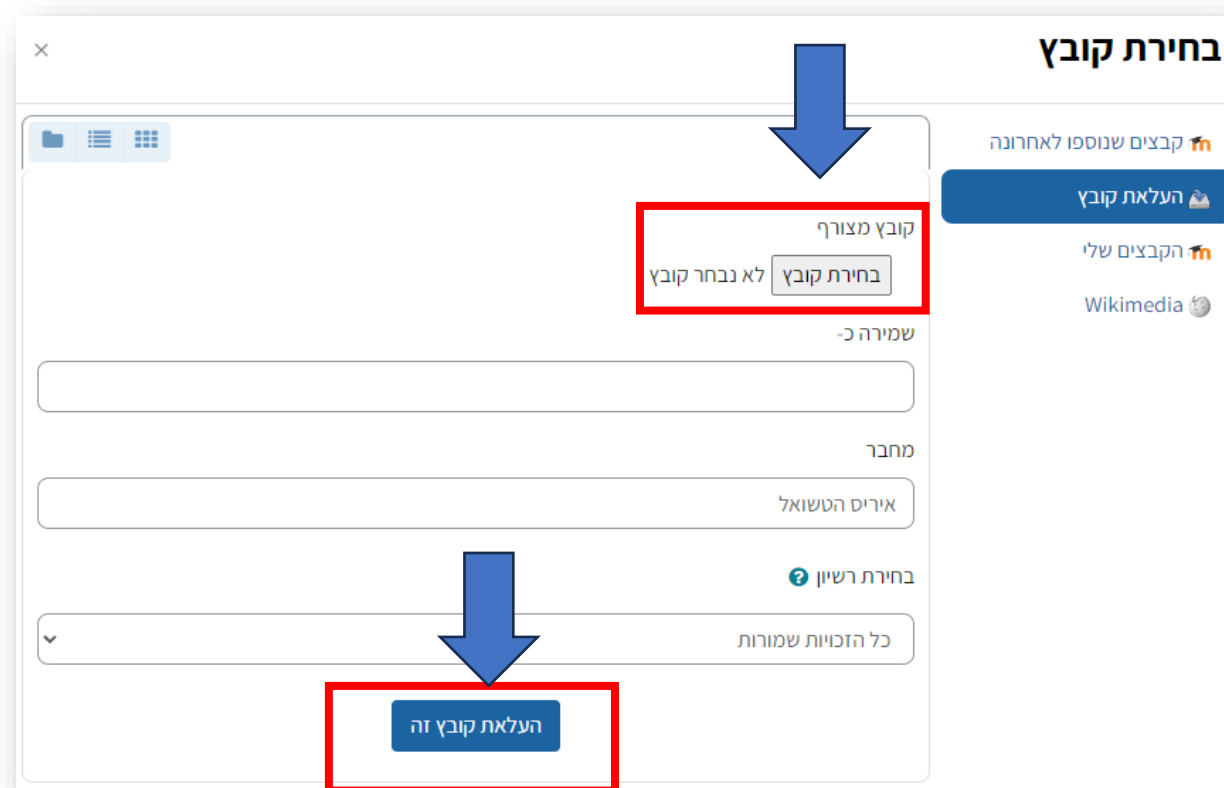 בחירת קובץ
קבצים שנוספו לאחרונה
העלאת קובץ
הקבצים שלי
Wikimedia
קובץ מצורף
בחירת קובץ לא נבחר קובץ
שמירה כ-
מחבר
איריס הטשואל
בחירת רשיון
כל הזכויות שמורות
העלאת קובץ זה